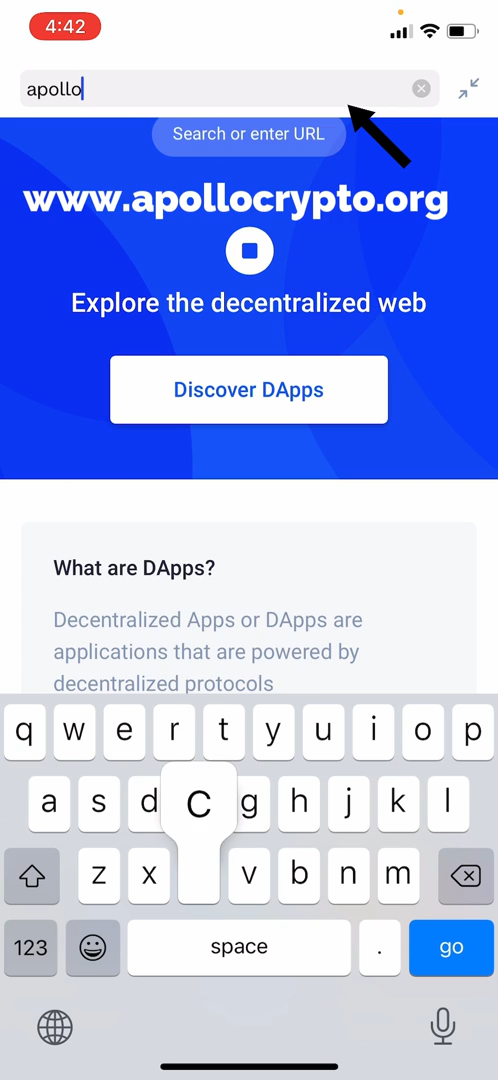 4:42
apollo
Search or enter URL
www.apollocrypto.org
Explore the decentralized web
Discover DApps
What are DApps?
Decentralized Apps or DApps are
applications that are powered by
decentralized protocols
q w e r t y u i o p
a s d g h j k l
C
z x v b n m
123 space . go